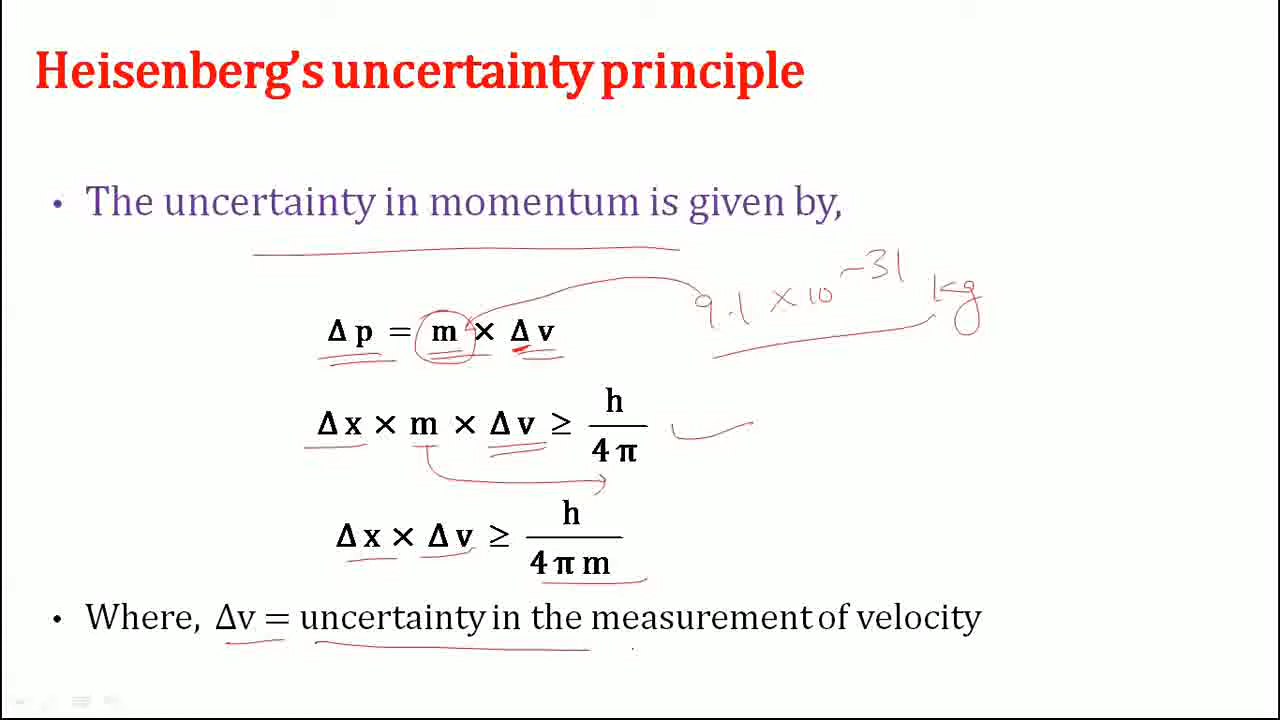 Heisenberg's uncertainty principle
• The uncertainty in momentum is given by,
9.1 × 10⁻³¹ kg
Δ p = m × Δ v
Δ x × m × Δ v ≥ h / 4 π
Δ x × Δ v ≥ h / 4 π m
• Where, Δv = uncertainty in the measurement of velocity